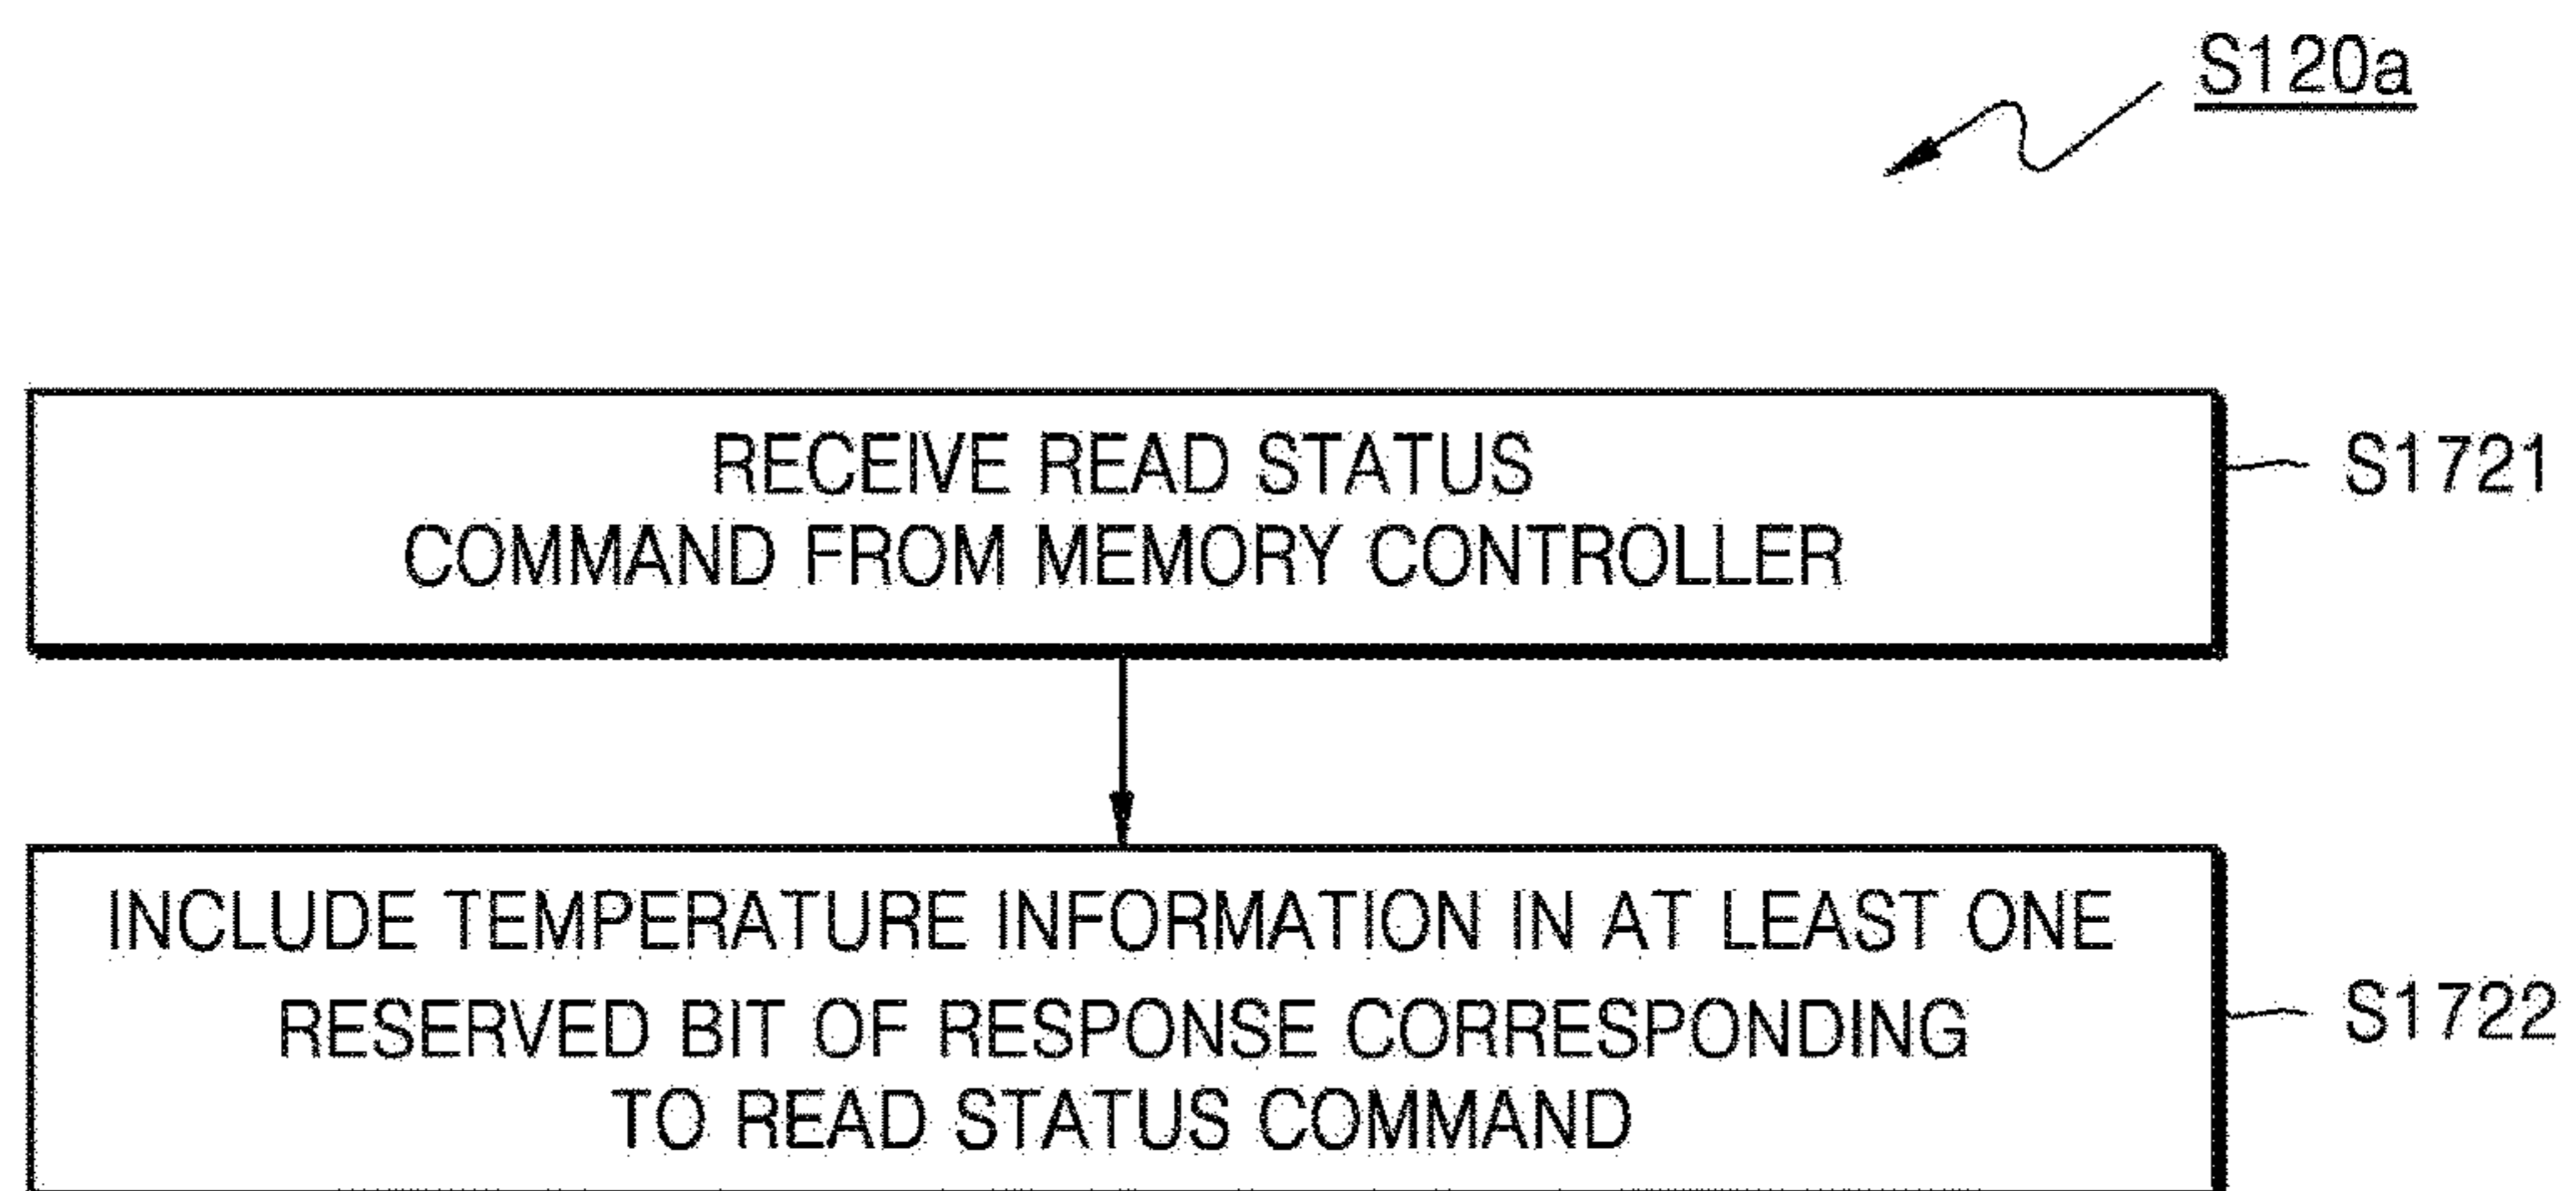 S120a
RECEIVE READ STATUS
COMMAND FROM MEMORY CONTROLLER
S1721
INCLUDE TEMPERATURE INFORMATION IN AT LEAST ONE
RESERVED BIT OF RESPONSE CORRESPONDING
TO READ STATUS COMMAND
S1722